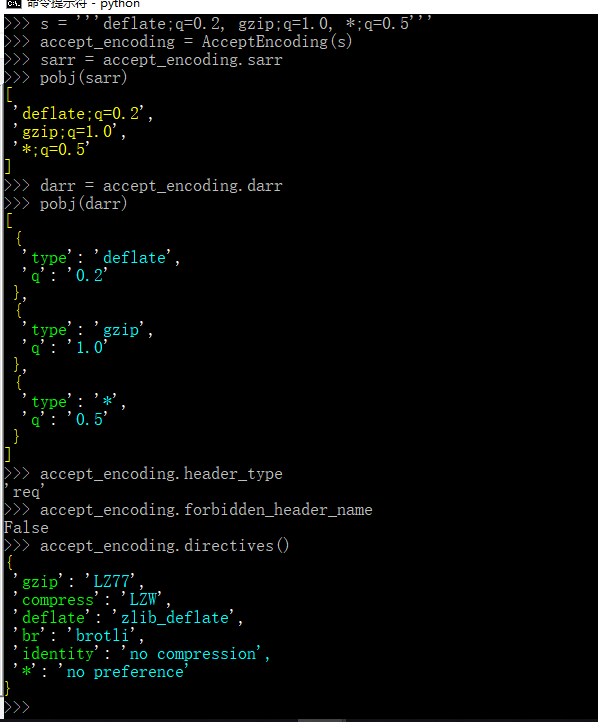 命令提示符 - python
>>> s = '''deflate;q=0.2, gzip;q=1.0, *;q=0.5'''
>>> accept_encoding = AcceptEncoding(s)
>>> sarr = accept_encoding.sarr
>>> pobj(sarr)
[
 'deflate;q=0.2',
 'gzip;q=1.0',
 '*;q=0.5'
]
>>> darr = accept_encoding.darr
>>> pobj(darr)
[
 {
  'type': 'deflate',
  'q': '0.2'
 },
 {
  'type': 'gzip',
  'q': '1.0'
 },
 {
  'type': '*',
  'q': '0.5'
 }
]
>>> accept_encoding.header_type
'req'
>>> accept_encoding.forbidden_header_name
False
>>> accept_encoding.directives()
{
 'gzip': 'LZ77',
 'compress': 'LZW',
 'deflate': 'zlib_deflate',
 'br': 'brotli',
 'identity': 'no compression',
 '*': 'no preference'
}
>>>